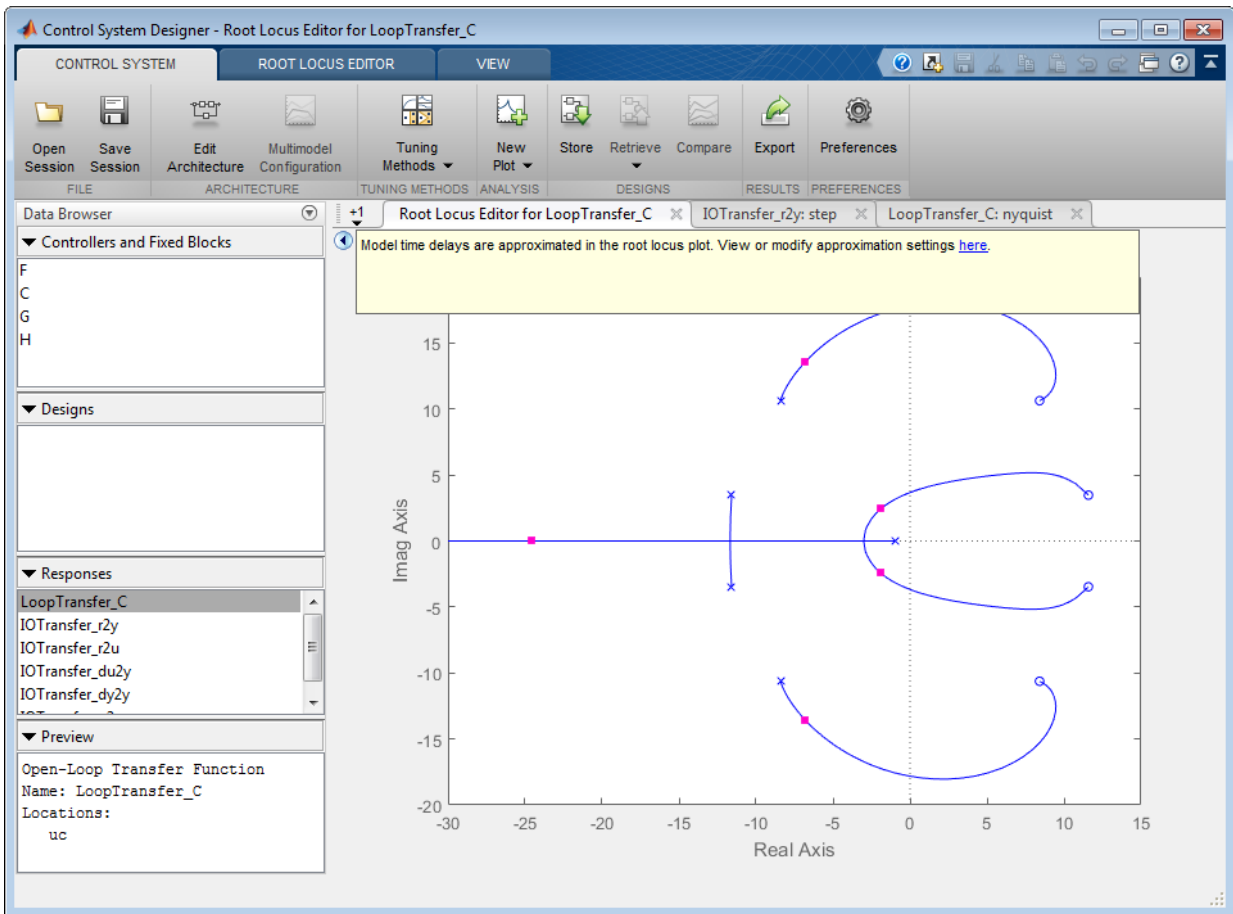 Control System Designer - Root Locus Editor for LoopTransfer_C
CONTROL SYSTEM
ROOT LOCUS EDITOR
VIEW
Open Session
Save Session
Edit Architecture
Multimodel Configuration
Tuning Methods
New Plot
Store
Retrieve
Compare
Export
Preferences
FILE
ARCHITECTURE
TUNING METHODS
ANALYSIS
DESIGNS
RESULTS
PREFERENCES
Data Browser
+1
Root Locus Editor for LoopTransfer_C
IOTransfer_r2y: step
LoopTransfer_C: nyquist
Controllers and Fixed Blocks
F
C
G
H
Designs
Responses
LoopTransfer_C
IOTransfer_r2y
IOTransfer_r2u
IOTransfer_du2y
IOTransfer_dy2y
Preview
Open-Loop Transfer Function
Name: LoopTransfer_C
Locations:
uc
Model time delays are approximated in the root locus plot. View or modify approximation settings here.
Imag Axis
15
10
5
0
-5
-10
-15
-20
-30
-25
-20
-15
-10
-5
0
5
10
15
Real Axis